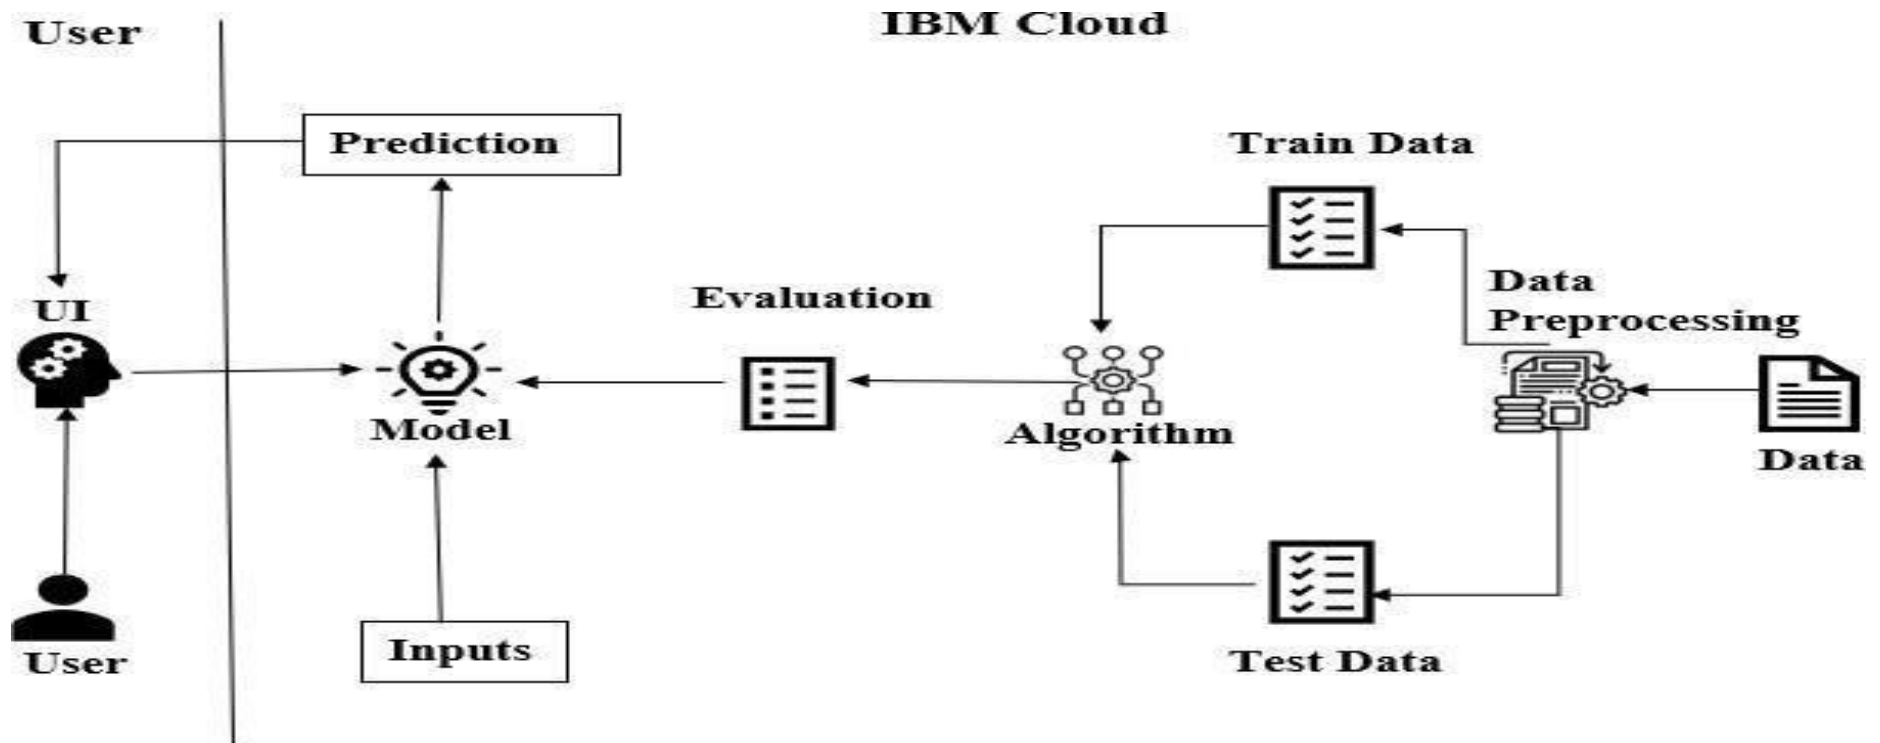 User
IBM Cloud
Prediction
Train Data
UI
Evaluation
Data
Preprocessing
Model
Algorithm
Data
Inputs
User
Test Data